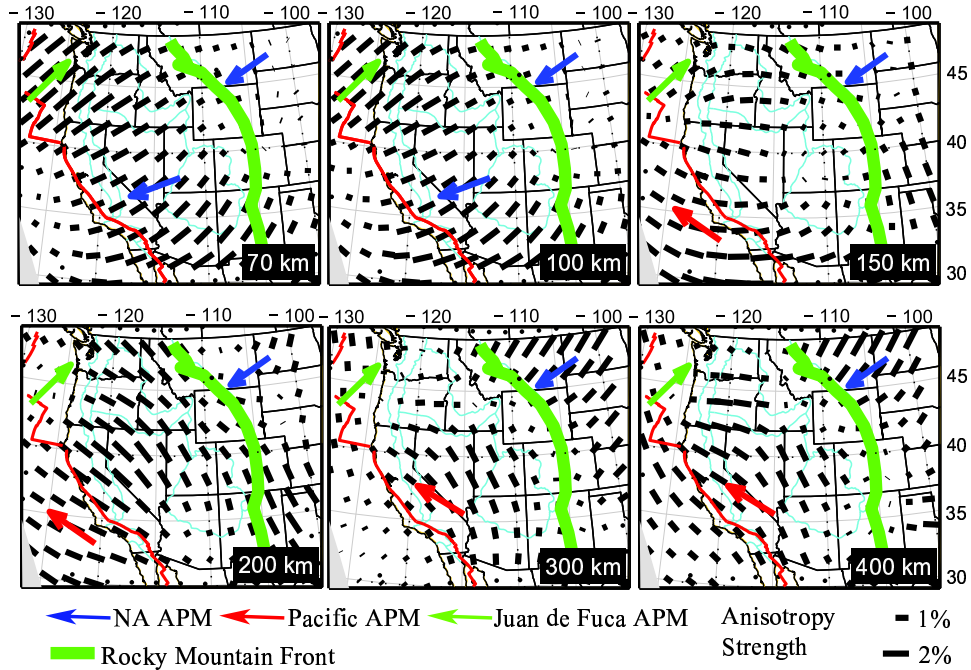 −130 −120 −110 −100 −130 −120 −110 −100 −130 −120 −110 −100
45
40
35
30
70 km 100 km 150 km
−130 −120 −110 −100 −130 −120 −110 −100 −130 −120 −110 −100
45
40
35
30
200 km 300 km 400 km
NA APM Pacific APM Juan de Fuca APM Anisotropy Strength 1%
Rocky Mountain Front 2%